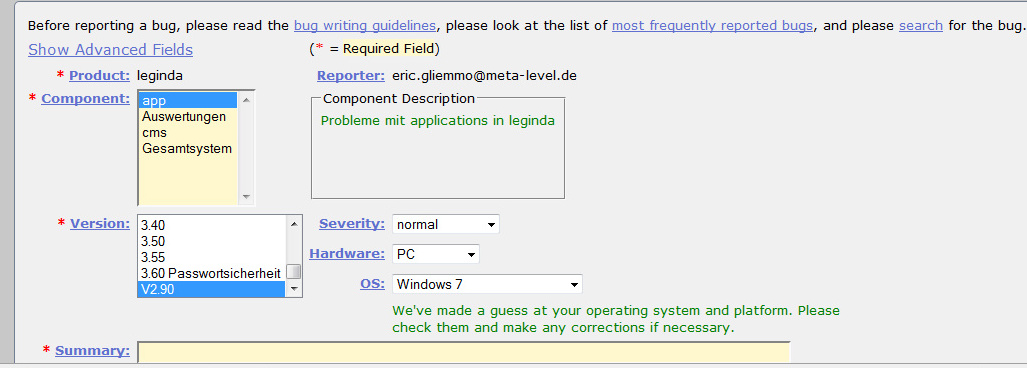 Before reporting a bug, please read the bug writing guidelines, please look at the list of most frequently reported bugs, and please search for the bug.
Show Advanced Fields (* = Required Field)
* Product: leginda Reporter: eric.gliemmo@meta-level.de
* Component: app Component Description
Auswertungen Probleme mit applications in leginda
cms
Gesamtsystem
* Version: 3.40 Severity: normal
3.50
3.55 Hardware: PC
3.60 Passwortsicherheit
V2.90 OS: Windows 7
We've made a guess at your operating system and platform. Please
check them and make any corrections if necessary.
* Summary: